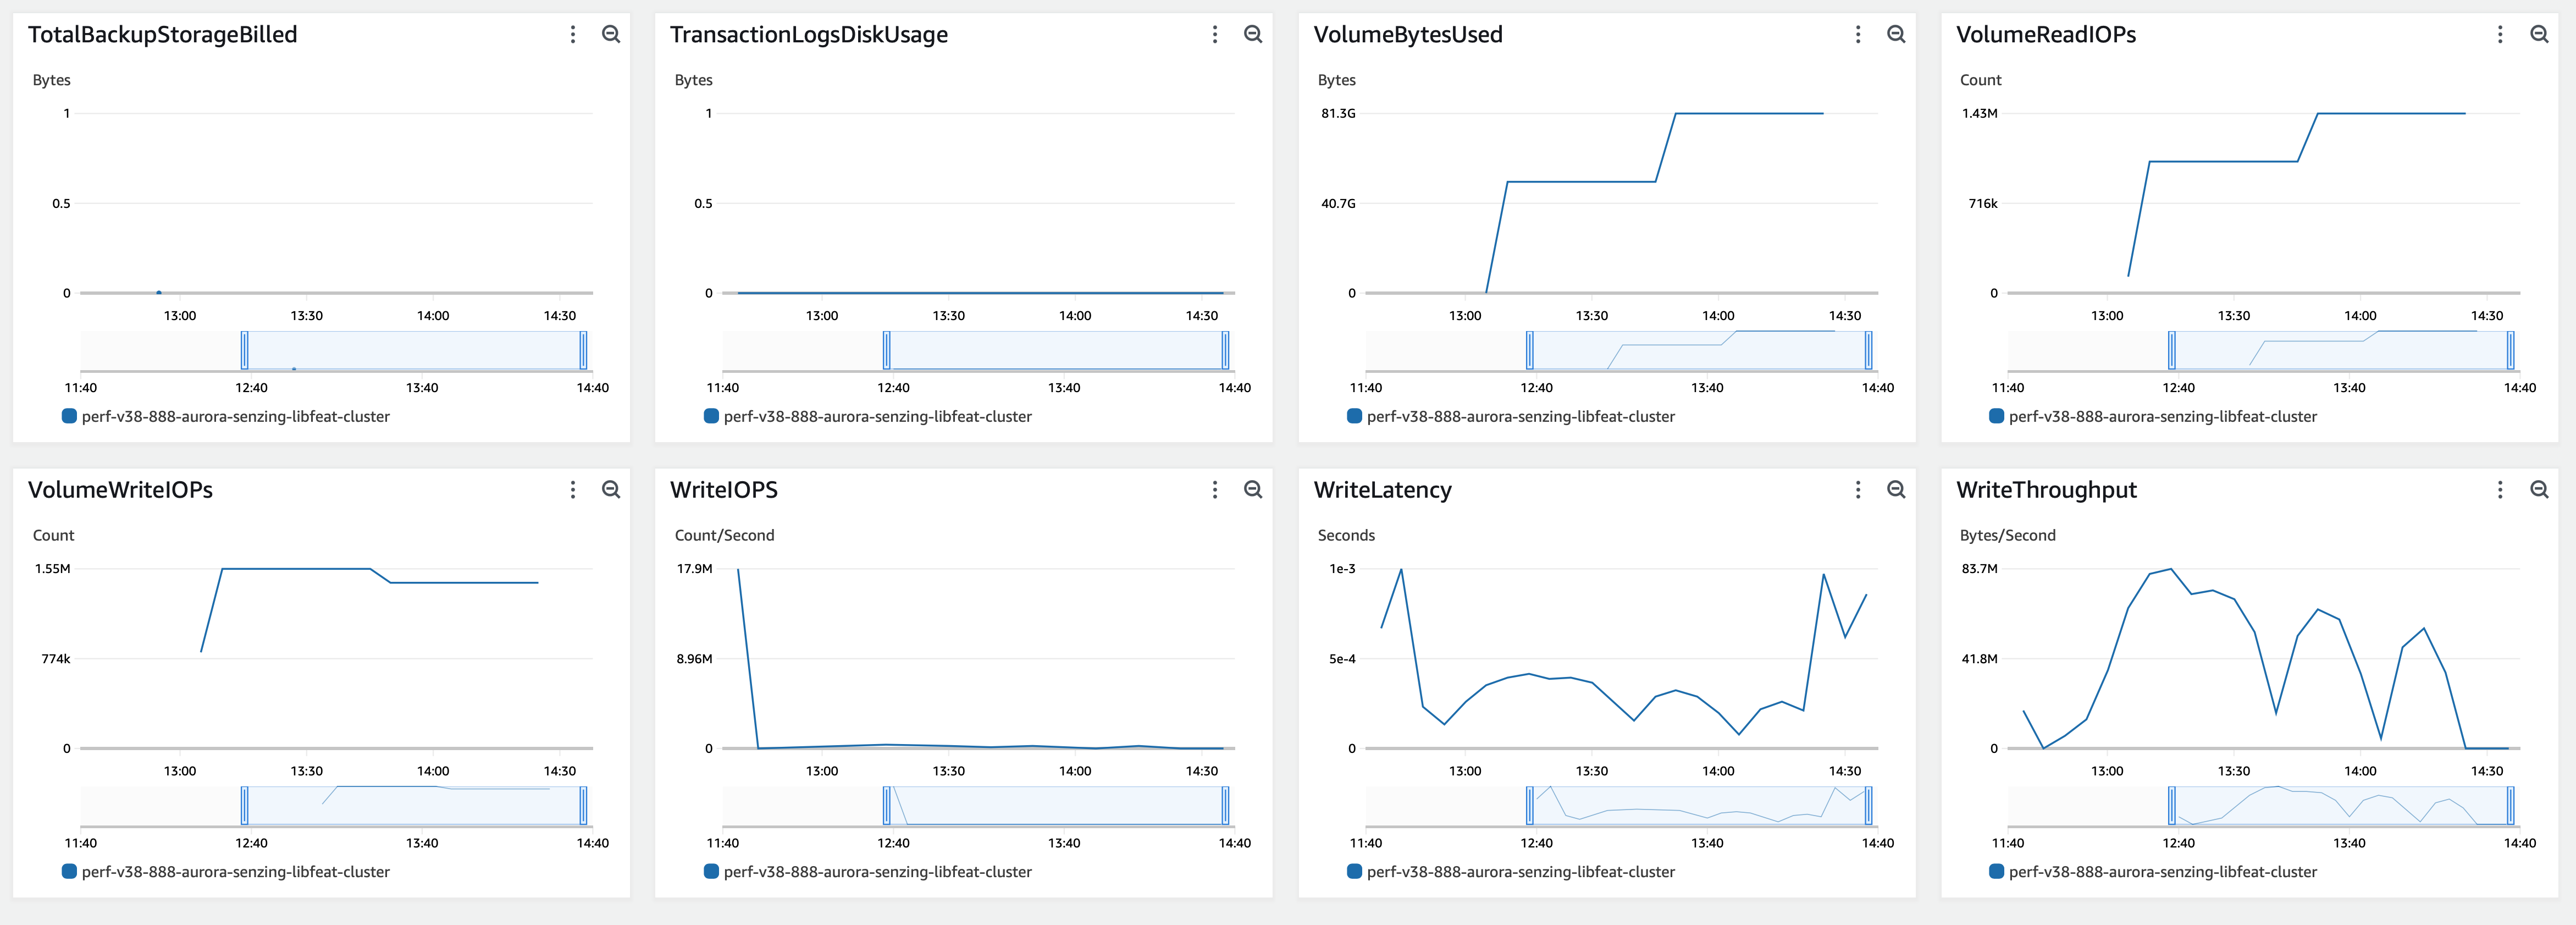 TotalBackupStorageBilled
Bytes
1
0.5
0
13:00 13:30 14:00 14:30
11:40 12:40 13:40 14:40
perf-v38-888-aurora-senzing-libfeat-cluster
TransactionLogsDiskUsage
Bytes
1
0.5
0
13:00 13:30 14:00 14:30
11:40 12:40 13:40 14:40
perf-v38-888-aurora-senzing-libfeat-cluster
VolumeBytesUsed
Bytes
81.3G
40.7G
0
13:00 13:30 14:00 14:30
11:40 12:40 13:40 14:40
perf-v38-888-aurora-senzing-libfeat-cluster
VolumeReadIOPs
Count
1.43M
716k
0
13:00 13:30 14:00 14:30
11:40 12:40 13:40 14:40
perf-v38-888-aurora-senzing-libfeat-cluster
VolumeWriteIOPs
Count
1.55M
774k
0
13:00 13:30 14:00 14:30
11:40 12:40 13:40 14:40
perf-v38-888-aurora-senzing-libfeat-cluster
WriteIOPS
Count/Second
17.9M
8.96M
0
13:00 13:30 14:00 14:30
11:40 12:40 13:40 14:40
perf-v38-888-aurora-senzing-libfeat-cluster
WriteLatency
Seconds
1e-3
5e-4
0
13:00 13:30 14:00 14:30
11:40 12:40 13:40 14:40
perf-v38-888-aurora-senzing-libfeat-cluster
WriteThroughput
Bytes/Second
83.7M
41.8M
0
13:00 13:30 14:00 14:30
11:40 12:40 13:40 14:40
perf-v38-888-aurora-senzing-libfeat-cluster